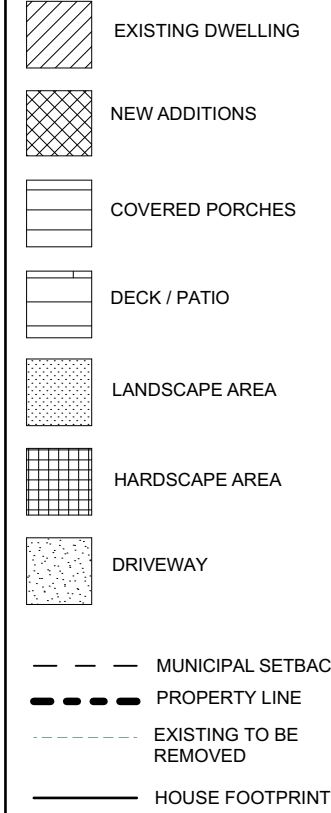 EXISTING DWELLING
NEW ADDITIONS
COVERED PORCHES
DECK / PATIO
LANDSCAPE AREA
HARDSCAPE AREA
DRIVEWAY
MUNICIPAL SETBAC
PROPERTY LINE
EXISTING TO BE
REMOVED
HOUSE FOOTPRINT